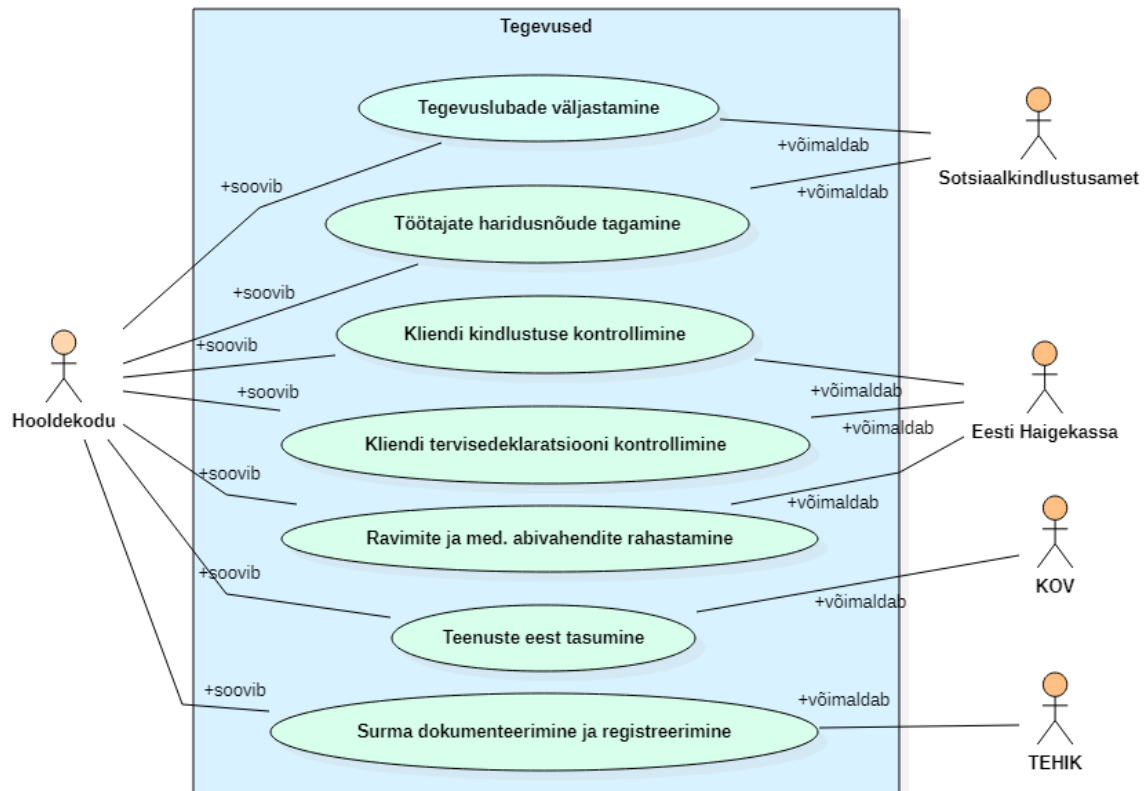 Tegevused
Tegevuslubade väljastamine
+võimaldab
Sotsiaalkindlustusamet
+soovib
+võimaldab
Töötajate haridusnõude tagamine
+soovib
Kliendi kindlustuse kontrollimine
+soovib
+soovib
+võimaldab
Hooldekodu
+võimaldab
Eesti Haigekassa
Kliendi tervisedeklaratsiooni kontrollimine
+soovib
+võimaldab
Ravimite ja med. abivahendite rahastamine
+soovib
KOV
+võimaldab
Teenuste eest tasumine
+soovib
+võimaldab
Surma dokumenteerimine ja registreerimine
TEHIK